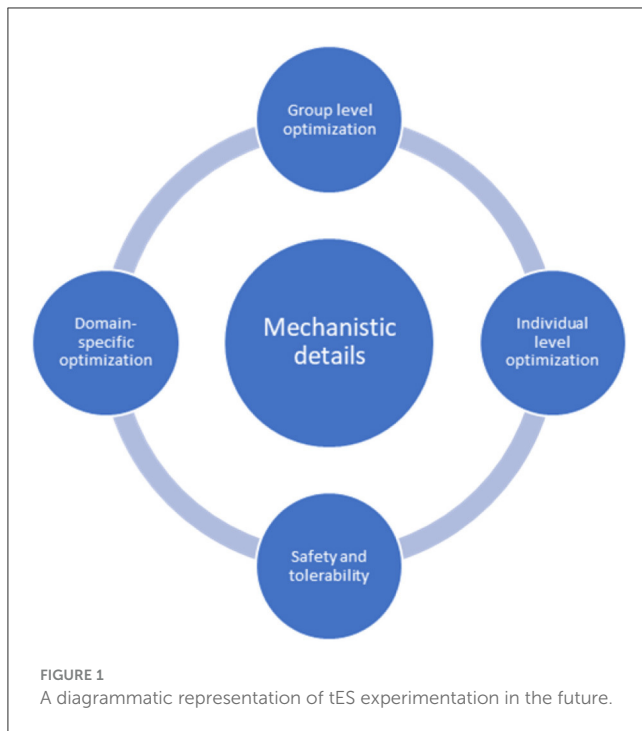 Group level
optimization
Domain-
specific
optimization
Mechanistic
details
Individual
level
optimization
Safety and
tolerability
FIGURE 1
A diagrammatic representation of tES experimentation in the future.